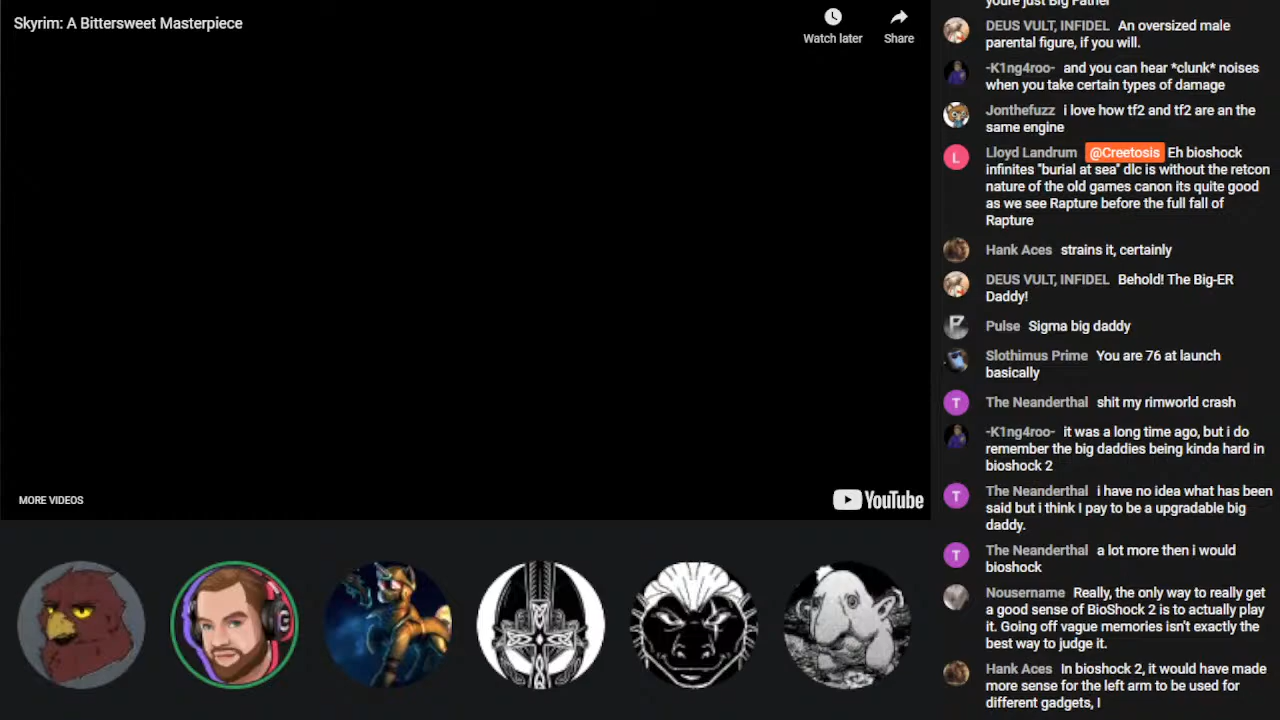 Skyrim: A Bittersweet Masterpiece
Watch later
Share
MORE VIDEOS
YouTube
youre just Big Father
DEUS VULT, INFIDEL An oversized male
parental figure, if you will.
-K1ng4roo- and you can hear *clunk* noises
when you take certain types of damage
Jonthefuzz i love how tf2 and tf2 are an the
same engine
L
Lloyd Landrum @Creetosis Eh bioshock
infinites "burial at sea" dlc is without the retcon
nature of the old games canon its quite good
as we see Rapture before the full fall of
Rapture
Hank Aces strains it, certainly
DEUS VULT, INFIDEL Behold! The Big-ER
Daddy!
Pulse Sigma big daddy
Slothimus Prime You are 76 at launch
basically
T
The Neanderthal shit my rimworld crash
-K1ng4roo- it was a long time ago, but i do
remember the big daddies being kinda hard in
bioshock 2
T
The Neanderthal i have no idea what has been
said but i think I pay to be a upgradable big
daddy.
T
The Neanderthal a lot more then i would
bioshock
Nousername Really, the only way to really get
a good sense of BioShock 2 is to actually play
it. Going off vague memories isn't exactly the
best way to judge it.
Hank Aces In bioshock 2, it would have made
more sense for the left arm to be used for
different gadgets, I